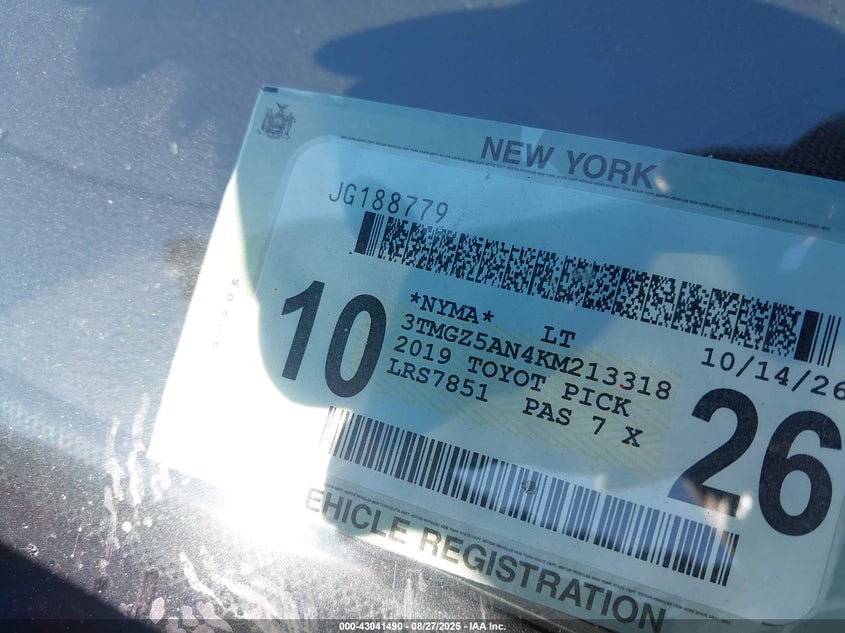 NEW YORK
JG188779
MONTH
*NYMA* LT
3TMGZ5AN4KM213318 10/14/26
2019 TOYOT PICK
LRS7851 PAS 7 X
10
26
EHICLE REGISTRATION
000-43041490 - 08/27/2025 - IAA Inc.